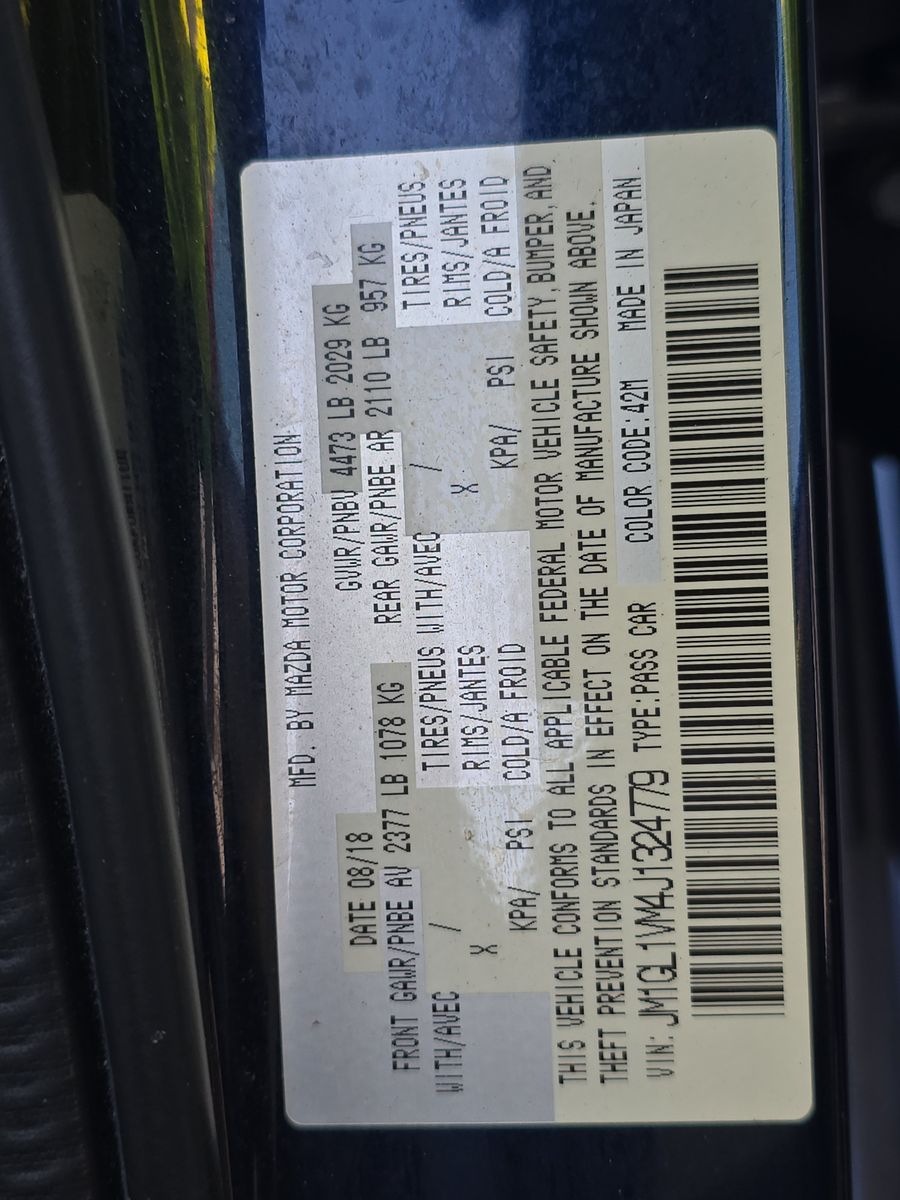 MFD. BY MAZDA MOTOR CORPORATION
DATE 08/18 GVWR/PNBV 4473 LB 2029 KG
FRONT GAWR/PNBE AV 2377 LB 1078 KG REAR GAWR/PNBE AR 2110 LB 957 KG
WITH/AVEC / TIRES/PNEUS WITH/AVEC / TIRES/PNEUS
X RIMS/JANTES X RIMS/JANTES
KPA/ PSI COLD/A FROID KPA/ PSI COLD/A FROID
THIS VEHICLE CONFORMS TO ALL APPLICABLE FEDERAL MOTOR VEHICLE SAFETY, BUMPER, AND
THEFT PREVENTION STANDARDS IN EFFECT ON THE DATE OF MANUFACTURE SHOWN ABOVE.
VIN: JM1GL1VM4J1324779 TYPE:PASS CAR COLOR CODE:42M MADE IN JAPAN